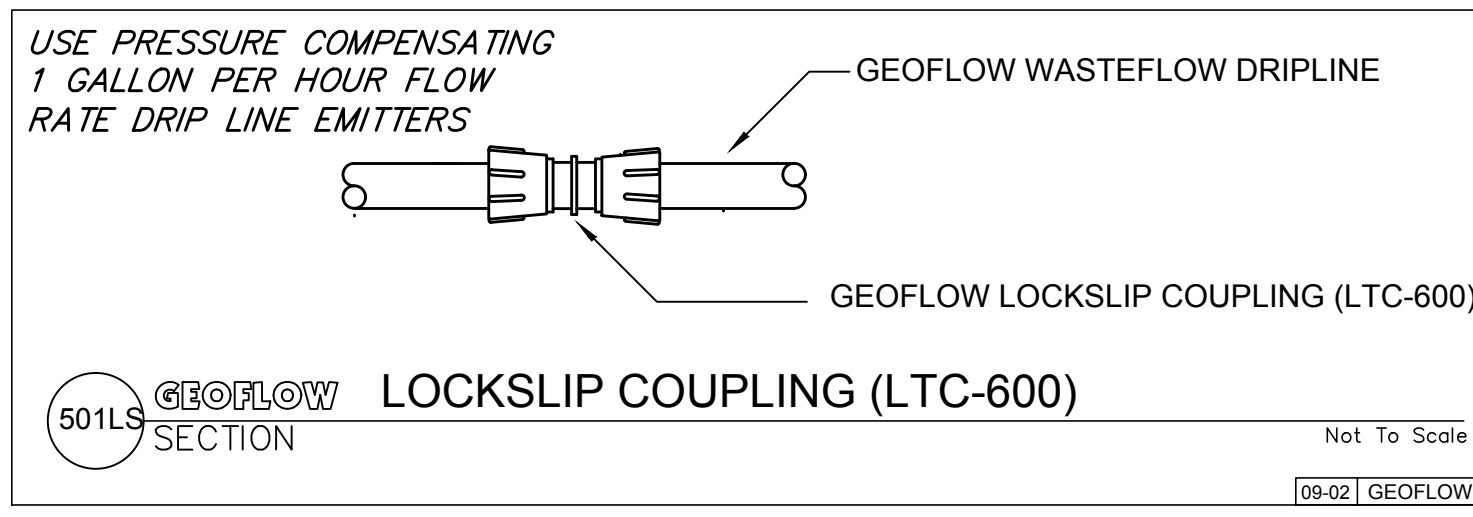 USE PRESSURE COMPENSATING
1 GALLON PER HOUR FLOW
RATE DRIP LINE EMITTERS
GEOFLOW WASTEFLOW DRIPLINE
GEOFLOW LOCKSLIP COUPLING (LTC-600)
501LS
GEOFLOW LOCKSLIP COUPLING (LTC-600)
SECTION
Not To Scale
09-02 GEOFLOW